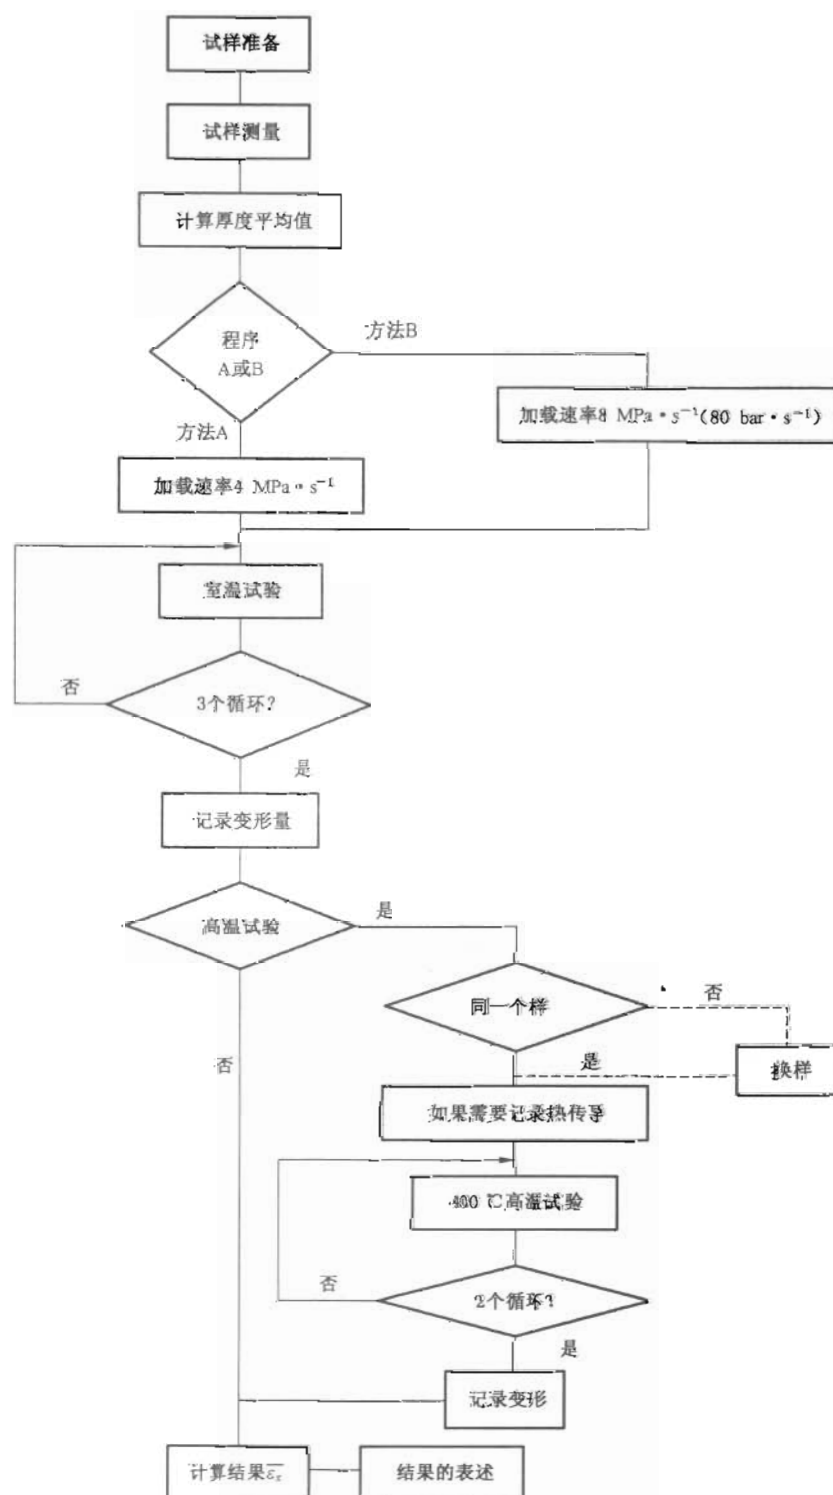 试样准备
试样测量
计算厚度平均值
程序
A或B
方法B
加载速率8 MPa·s⁻¹(80 bar·s⁻¹)
方法A
加载速率4 MPa·s⁻¹
室温试验
否
3个循环?
是
记录变形量
高温试验
是
同一个样
否
否
是
换样
如果需要记录热传导
400 ℃高温试验
否
2个循环?
是
记录变形
计算结果
结果的表述